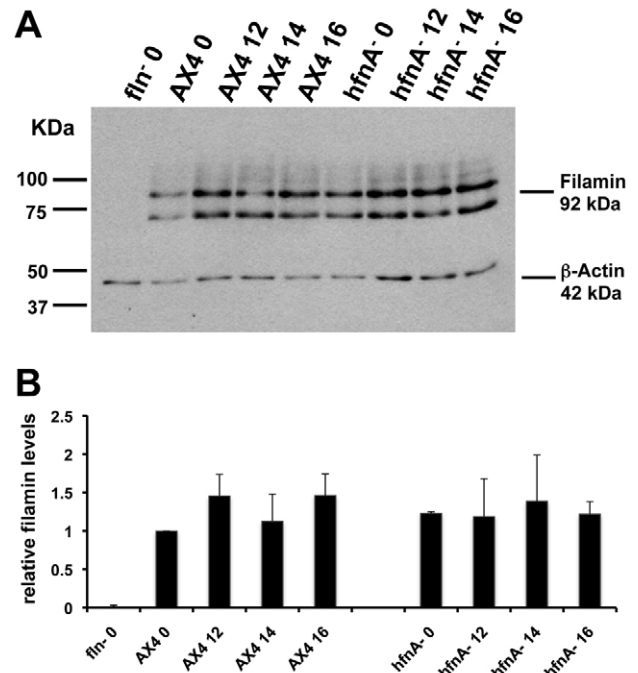 A
fln- 0
AX4 0
AX4 12
AX4 14
AX4 16
hfnA- 0
hfnA- 12
hfnA- 14
hfnA- 16
KDa
100
75
50
37
Filamin
92 kDa
β-Actin
42 kDa
B
relative filamin levels
2.5
2
1.5
1
0.5
0
fln- 0
AX4 0
AX4 12
AX4 14
AX4 16
hfnA- 0
hfnA- 12
hfnA- 14
hfnA- 16